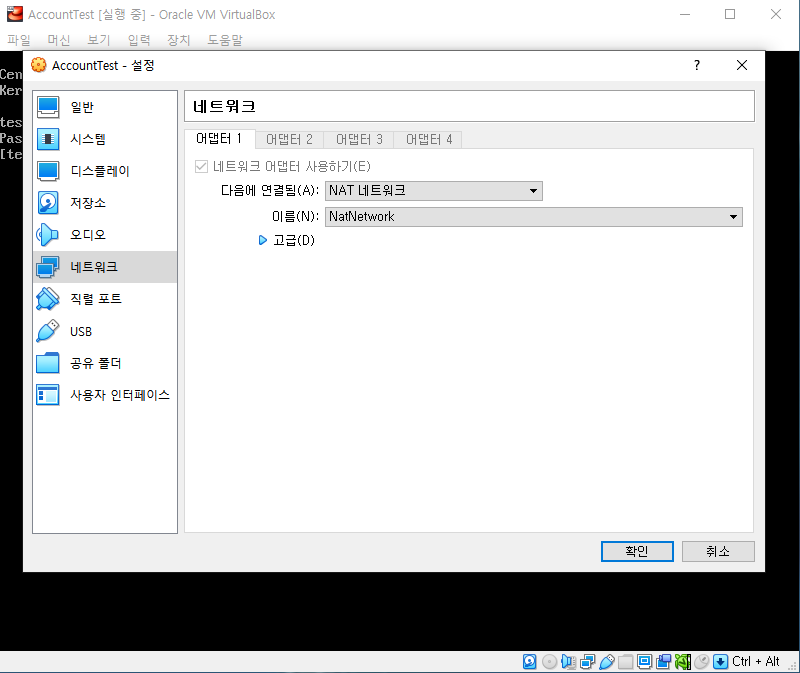 AccountTest [실행 중] - Oracle VM VirtualBox
파일 머신 보기 입력 장치 도움말
Cen
Ker
tes
Pas
[te
AccountTest - 설정
?
일반
시스템
디스플레이
저장소
오디오
네트워크
직렬 포트
USB
공유 폴더
사용자 인터페이스
네트워크
어댑터 1 어댑터 2 어댑터 3 어댑터 4
네트워크 어댑터 사용하기(E)
다음에 연결됨(A): NAT 네트워크
이름(N): NatNetwork
고급(D)
확인 취소
Ctrl + Alt